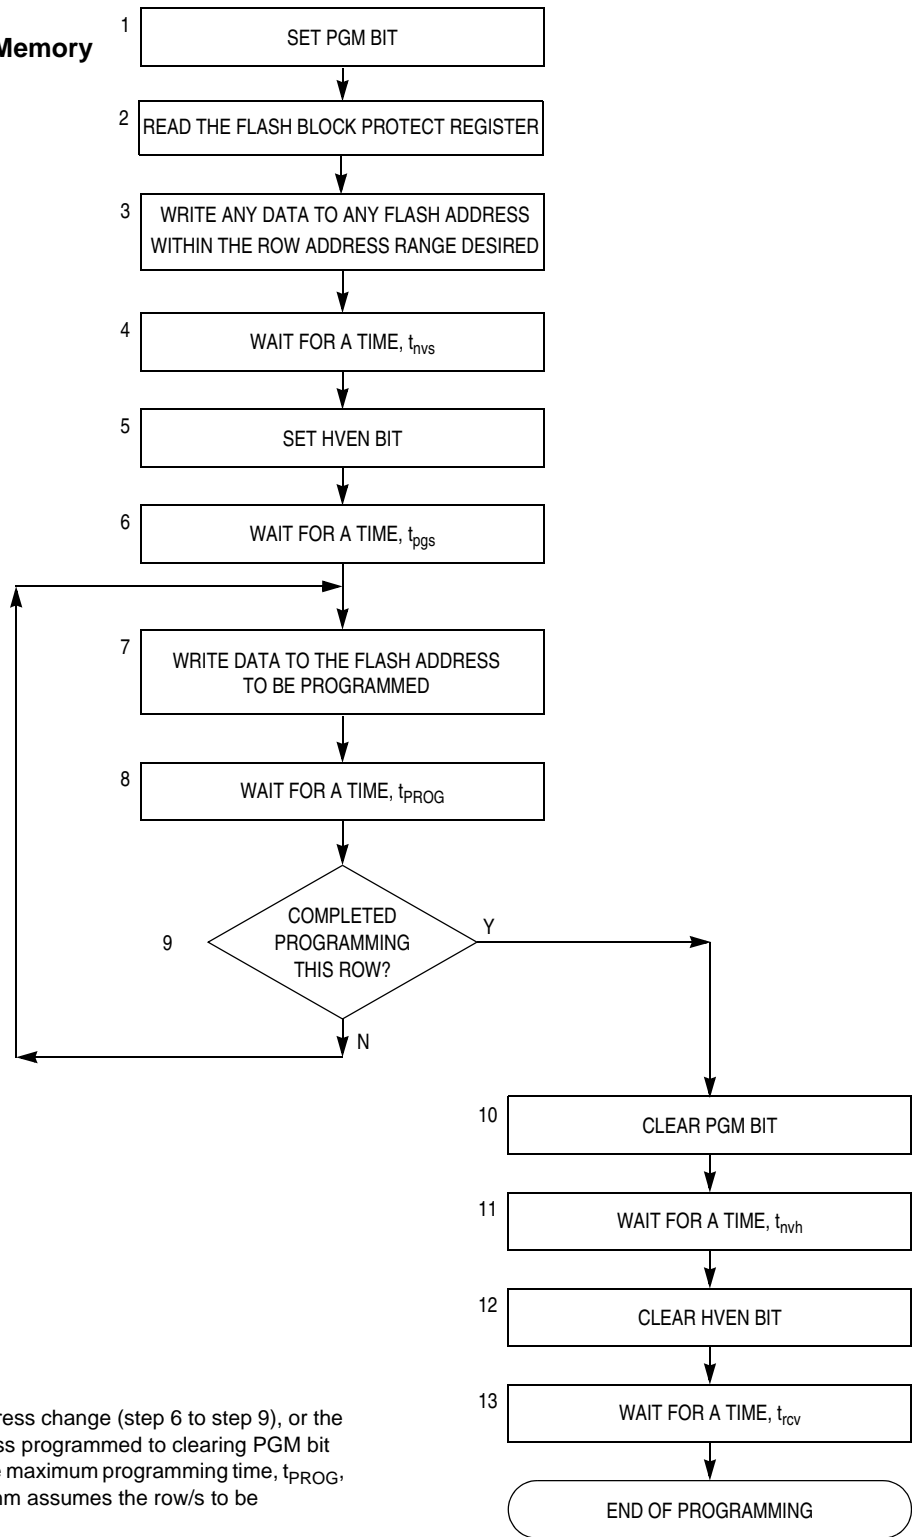 Memory
1
SET PGM BIT
2
READ THE FLASH BLOCK PROTECT REGISTER
3
WRITE ANY DATA TO ANY FLASH ADDRESS
WITHIN THE ROW ADDRESS RANGE DESIRED
4
WAIT FOR A TIME, tnvs
5
SET HVEN BIT
6
WAIT FOR A TIME, tpgs
7
WRITE DATA TO THE FLASH ADDRESS
TO BE PROGRAMMED
8
WAIT FOR A TIME, tPROG
9
COMPLETED
PROGRAMMING
THIS ROW?
Y
N
10
CLEAR PGM BIT
11
WAIT FOR A TIME, tnvh
12
CLEAR HVEN BIT
13
WAIT FOR A TIME, trcv
END OF PROGRAMMING
ress change (step 6 to step 9), or the
ss programmed to clearing PGM bit
e maximum programming time, tPROG,
hm assumes the row/s to be